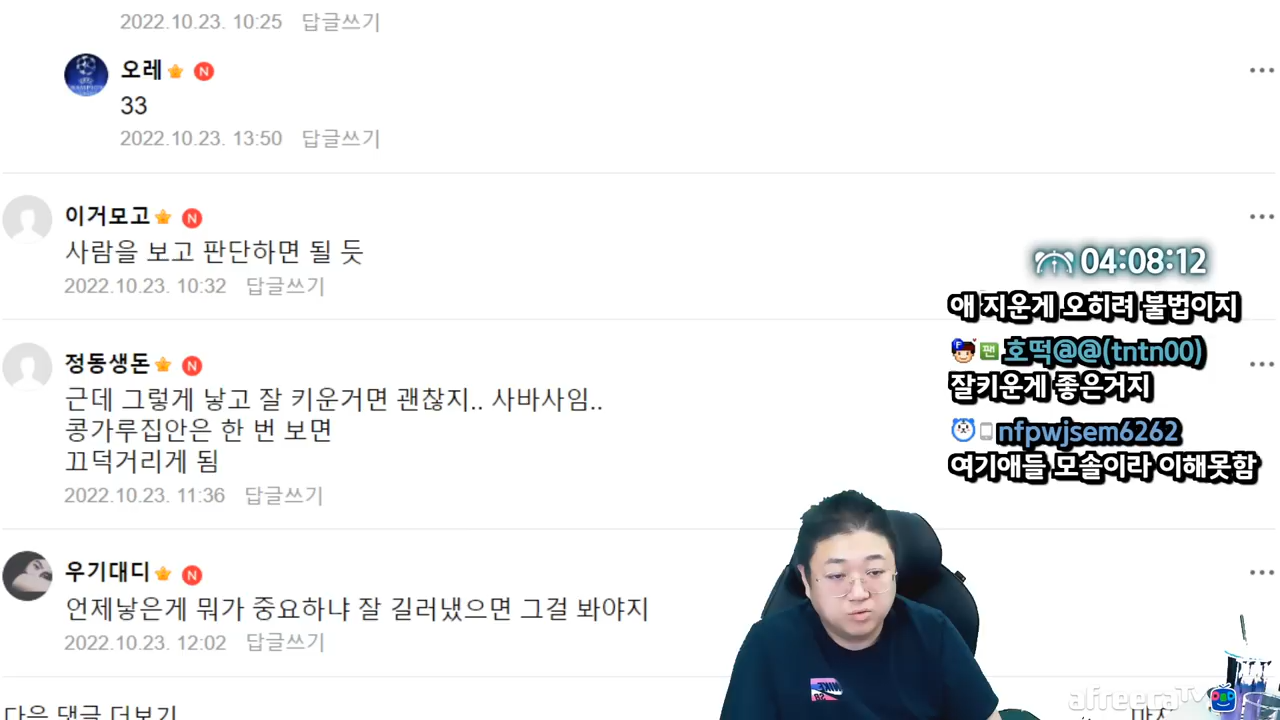 2022.10.23. 10:25 답글쓰기
오레 N
33
2022.10.23. 13:50 답글쓰기
이거모고 N
사람을 보고 판단하면 될 듯
2022.10.23. 10:32 답글쓰기
정동생돈 N
근데 그렇게 낳고 잘 키운거면 괜찮지.. 사바사임..
콩가루집안은 한 번 보면
끄덕거리게 됨
2022.10.23. 11:36 답글쓰기
우기대디 N
언제낳은게 뭐가 중요하냐 잘 길러냈으면 그걸 봐야지
2022.10.23. 12:02 답글쓰기
다음 댓글 더보기
04:08:12
애 지운게 오히려 불법이지
팬 호떡@@(tntn00)
잘키운게 좋은거지
nfpwjsem6262
여기애들 모솔이라 이해못함
afreecaTV